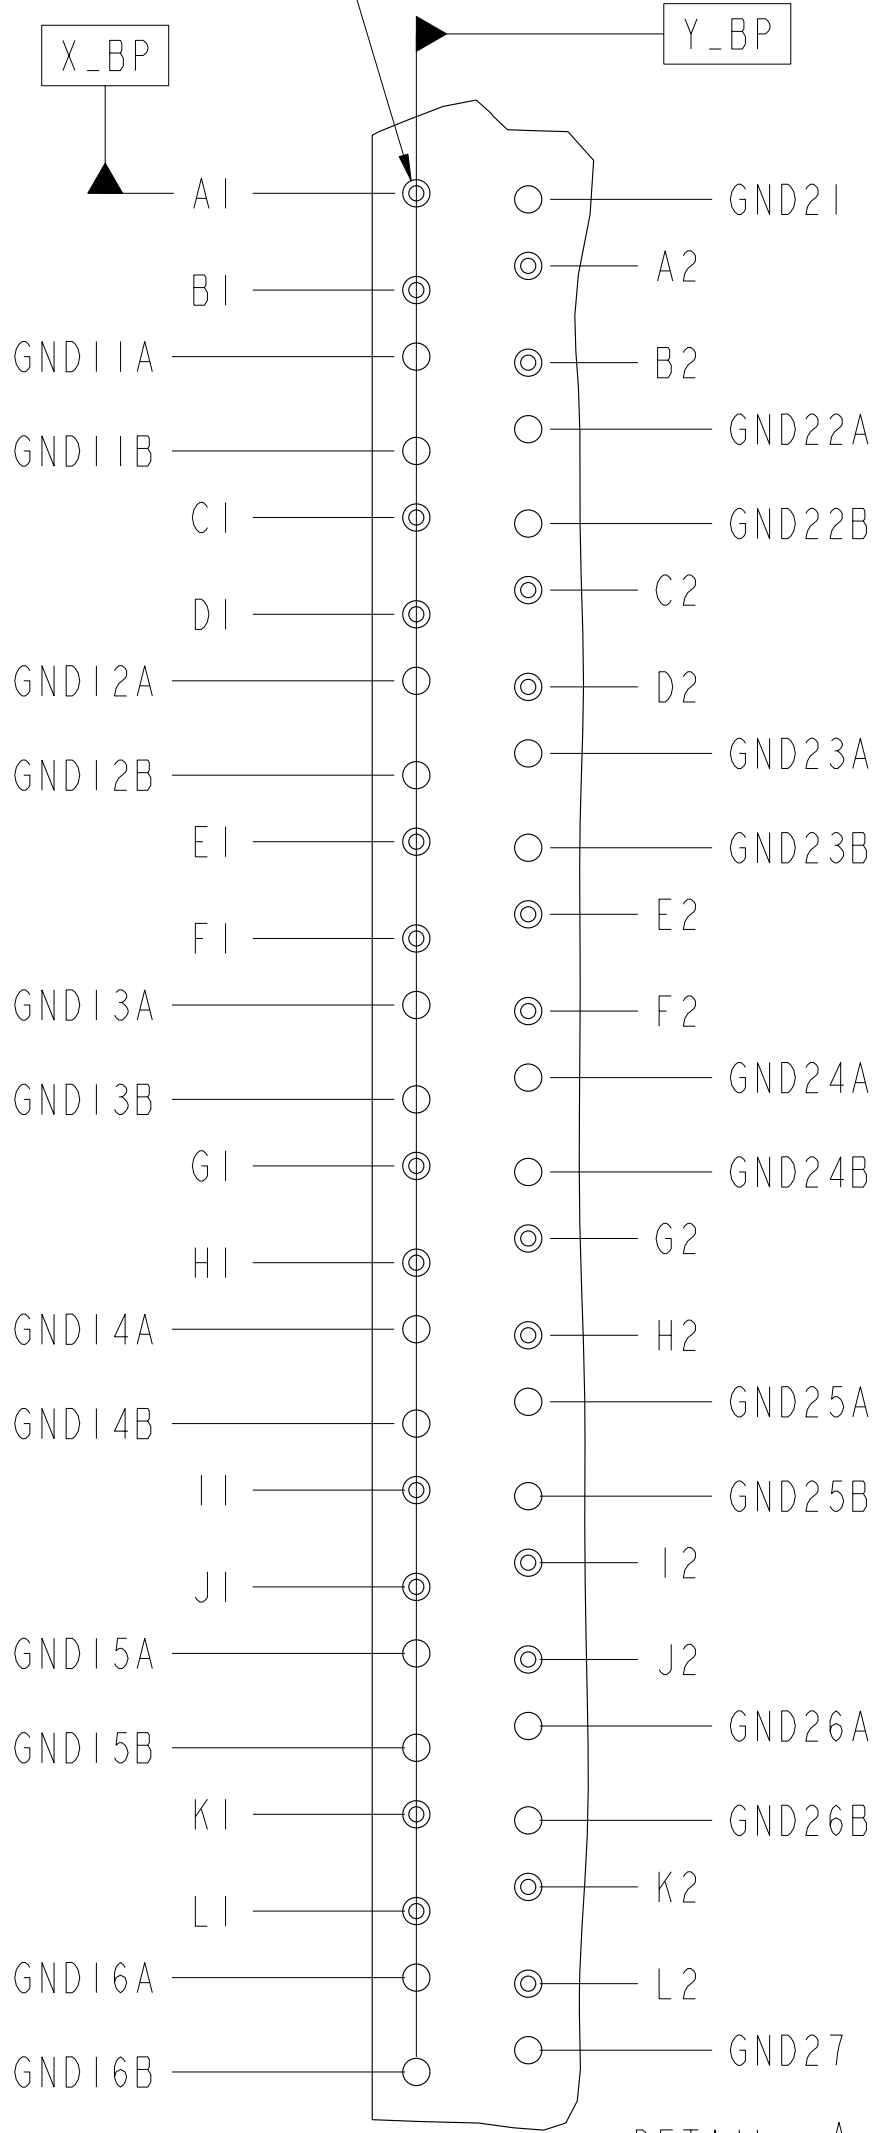 Y_BP
X_BP
A1
GND21
A2
B1
GND11A
B2
GND22A
GND11B
C1
GND22B
C2
D1
GND12A
D2
GND23A
GND12B
E1
GND23B
E2
F1
GND13A
F2
GND24A
GND13B
G1
GND24B
G2
H1
GND14A
H2
GND25A
GND14B
I1
GND25B
I2
J1
GND15A
J2
GND26A
GND15B
K1
GND26B
K2
L1
GND16A
L2
GND27
GND16B
DETAIL A